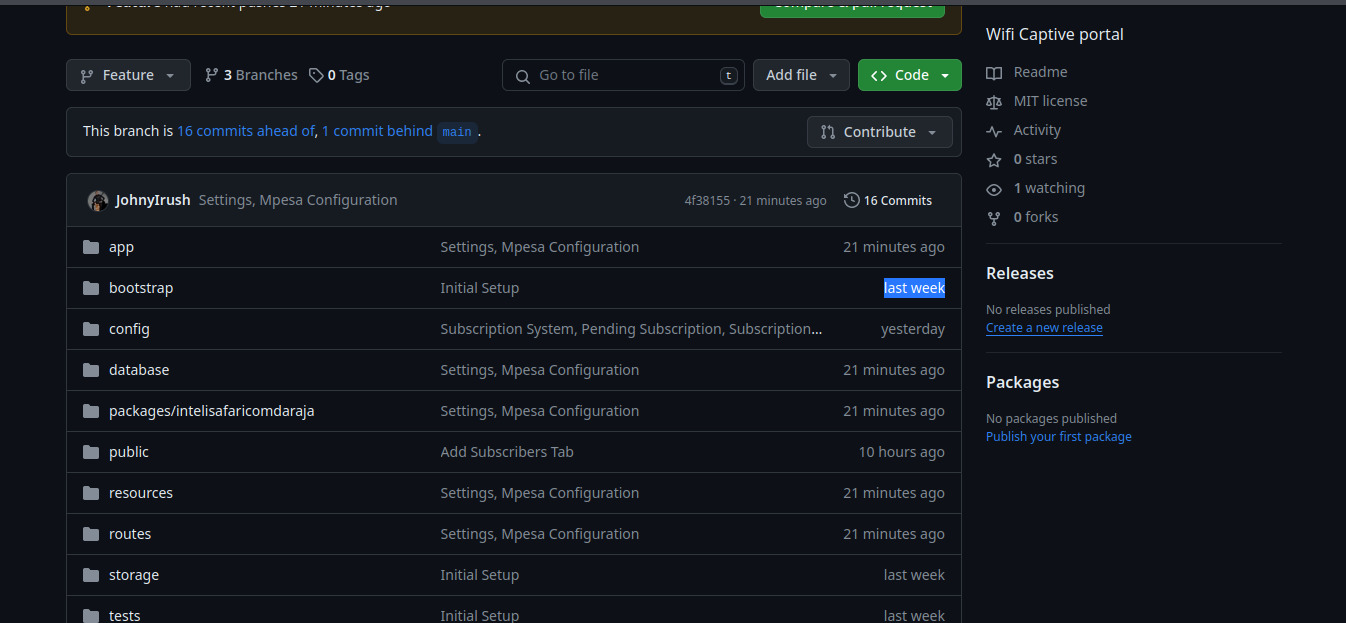 Wifi Captive portal
Feature
3 Branches
0 Tags
Go to file
t
Add file
Code
Readme
MIT license
Activity
0 stars
1 watching
0 forks
This branch is 16 commits ahead of, 1 commit behind main .
Contribute
JohnyIrush Settings, Mpesa Configuration 4f38155 · 21 minutes ago 16 Commits
app Settings, Mpesa Configuration 21 minutes ago
bootstrap Initial Setup last week
config Subscription System, Pending Subscription, Subscription... yesterday
database Settings, Mpesa Configuration 21 minutes ago
packages/intelisafaricomdaraja Settings, Mpesa Configuration 21 minutes ago
public Add Subscribers Tab 10 hours ago
resources Settings, Mpesa Configuration 21 minutes ago
routes Settings, Mpesa Configuration 21 minutes ago
storage Initial Setup last week
tests Initial Setup last week
Releases
No releases published
Create a new release
Packages
No packages published
Publish your first package